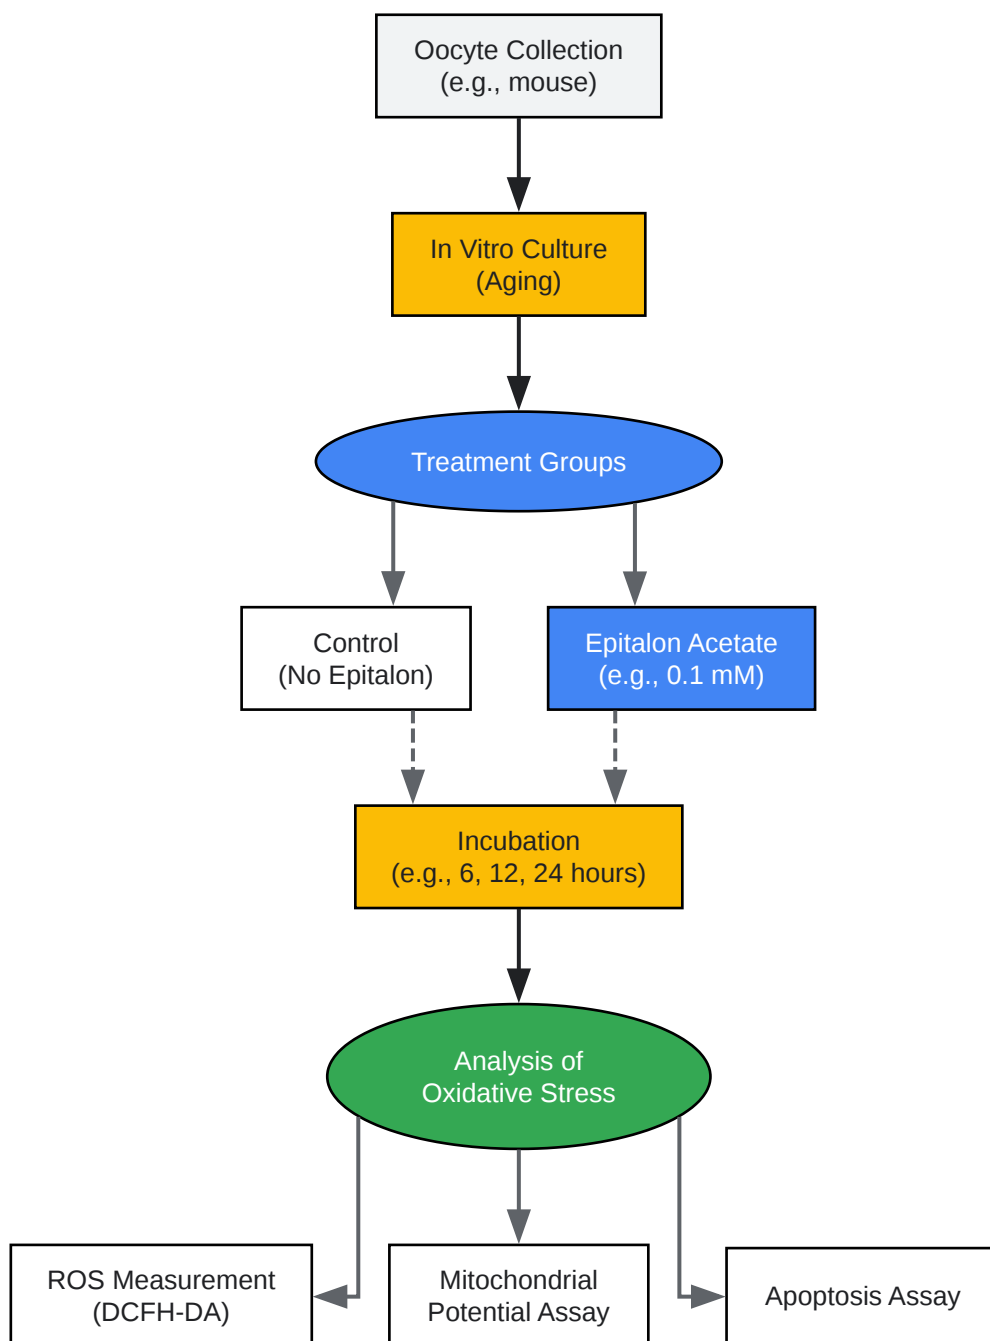 Oocyte Collection
(e.g., mouse)
In Vitro Culture
(Aging)
Treatment Groups
Control
(No Epitalon)
Epitalon Acetate
(e.g., 0.1 mM)
Incubation
(e.g., 6, 12, 24 hours)
Analysis of
Oxidative Stress
ROS Measurement
(DCFH-DA)
Mitochondrial
Potential Assay
Apoptosis Assay